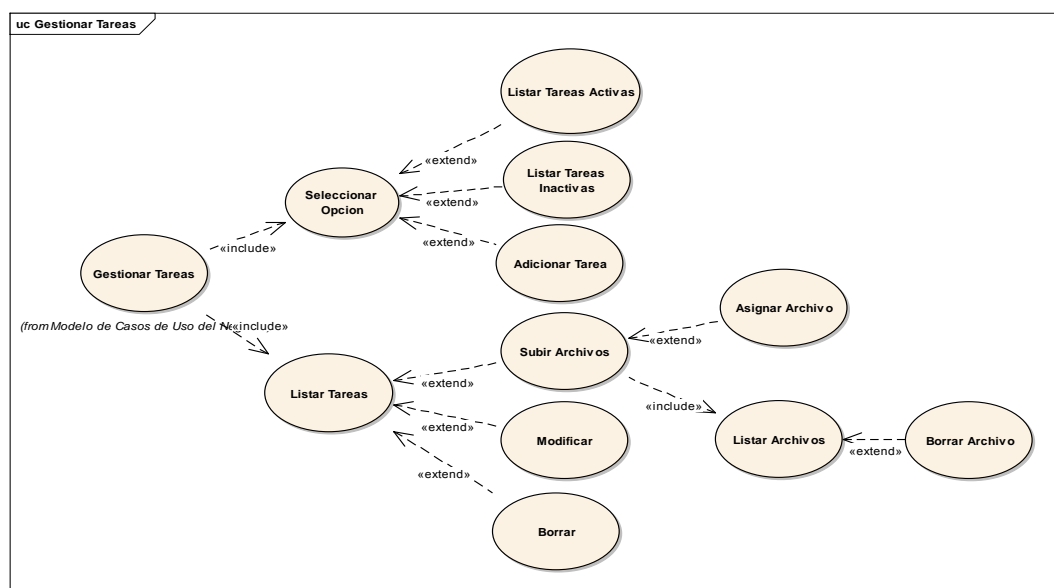 uc Gestionar Tareas
Listar Tareas Activas
«extend»
Listar Tareas
Inactivas
«extend»
Seleccionar
Opcion
«extend»
Adicionar Tarea
«include»
Gestionar Tareas
(from Modelo de Casos de Uso del
«include»
Asignar Archivo
«extend»
Subir Archivos
«extend»
Listar Tareas
«include»
«extend»
Modificar
Listar Archivos
«extend»
Borrar Archivo
«extend»
Borrar